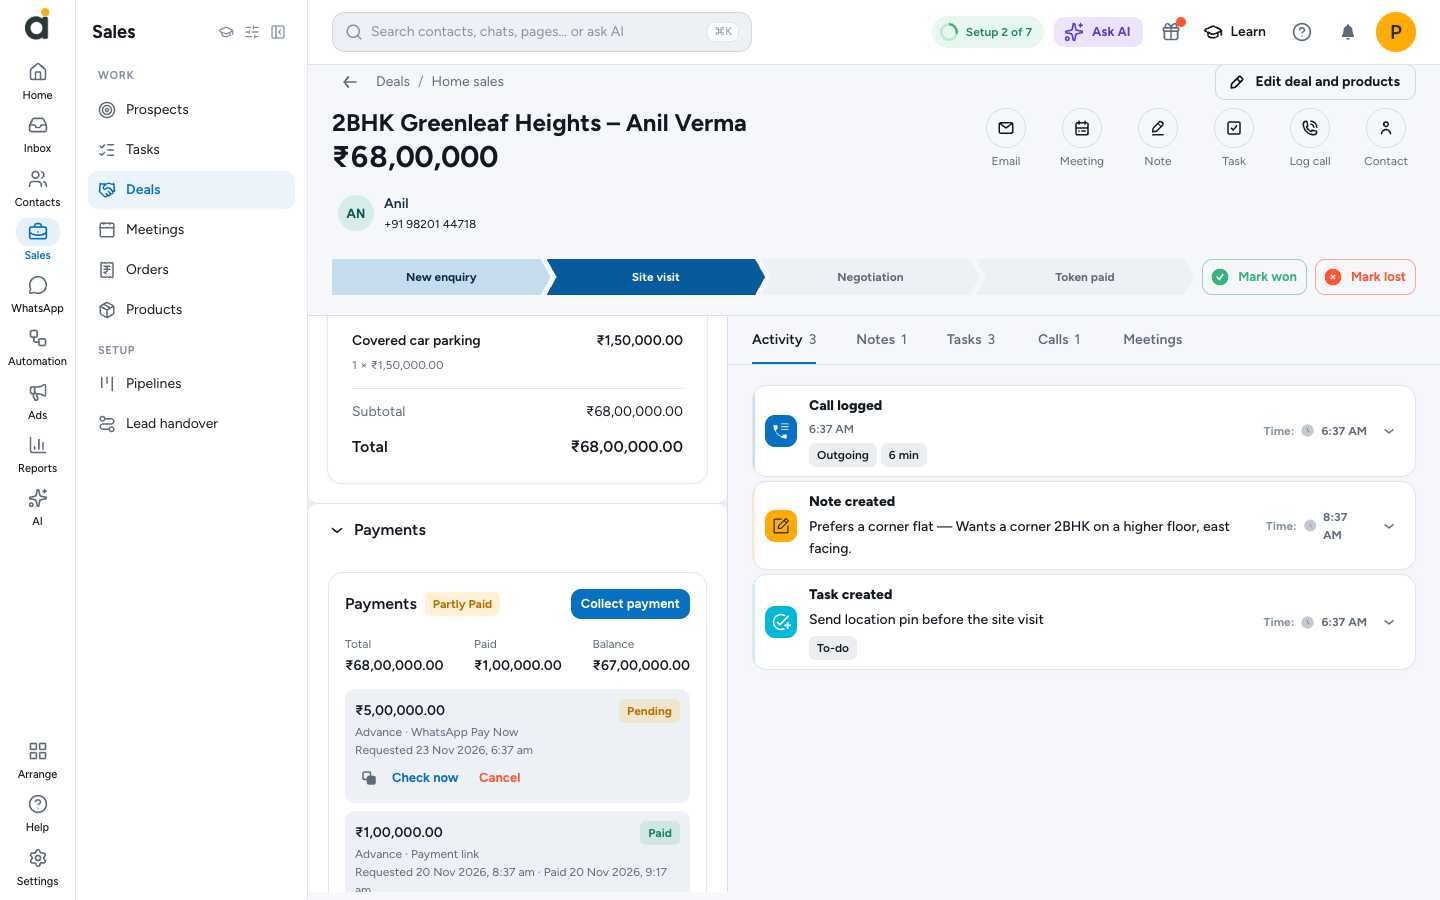 Home
Inbox
Contacts
Sales
WhatsApp
Automation
Ads
Reports
AI
Arrange
Help
Settings
Sales
WORK
Prospects
Tasks
Deals
Meetings
Orders
Products
SETUP
Pipelines
Lead handover
Search contacts, chats, pages... or ask AI
⌘K
Setup 2 of 7
Ask AI
Learn
P
Deals / Home sales
Edit deal and products
2BHK Greenleaf Heights – Anil Verma
₹68,00,000
Email
Meeting
Note
Task
Log call
Contact
AN
Anil
+91 98201 44718
New enquiry
Site visit
Negotiation
Token paid
Mark won
Mark lost
Covered car parking ₹1,50,000.00
1 × ₹1,50,000.00
Subtotal ₹68,00,000.00
Total ₹68,00,000.00
Payments
Payments Partly Paid Collect payment
Total Paid Balance
₹68,00,000.00 ₹1,00,000.00 ₹67,00,000.00
₹5,00,000.00 Pending
Advance · WhatsApp Pay Now
Requested 23 Nov 2026, 6:37 am
Check now Cancel
₹1,00,000.00 Paid
Advance · Payment link
Requested 20 Nov 2026, 8:37 am · Paid 20 Nov 2026, 9:17
am
Activity 3 Notes 1 Tasks 3 Calls 1 Meetings
Call logged
6:37 AM
Outgoing 6 min
Time: 6:37 AM
Note created
Prefers a corner flat — Wants a corner 2BHK on a higher floor, east
facing.
Time: 8:37
AM
Task created
Send location pin before the site visit
To-do
Time: 6:37 AM